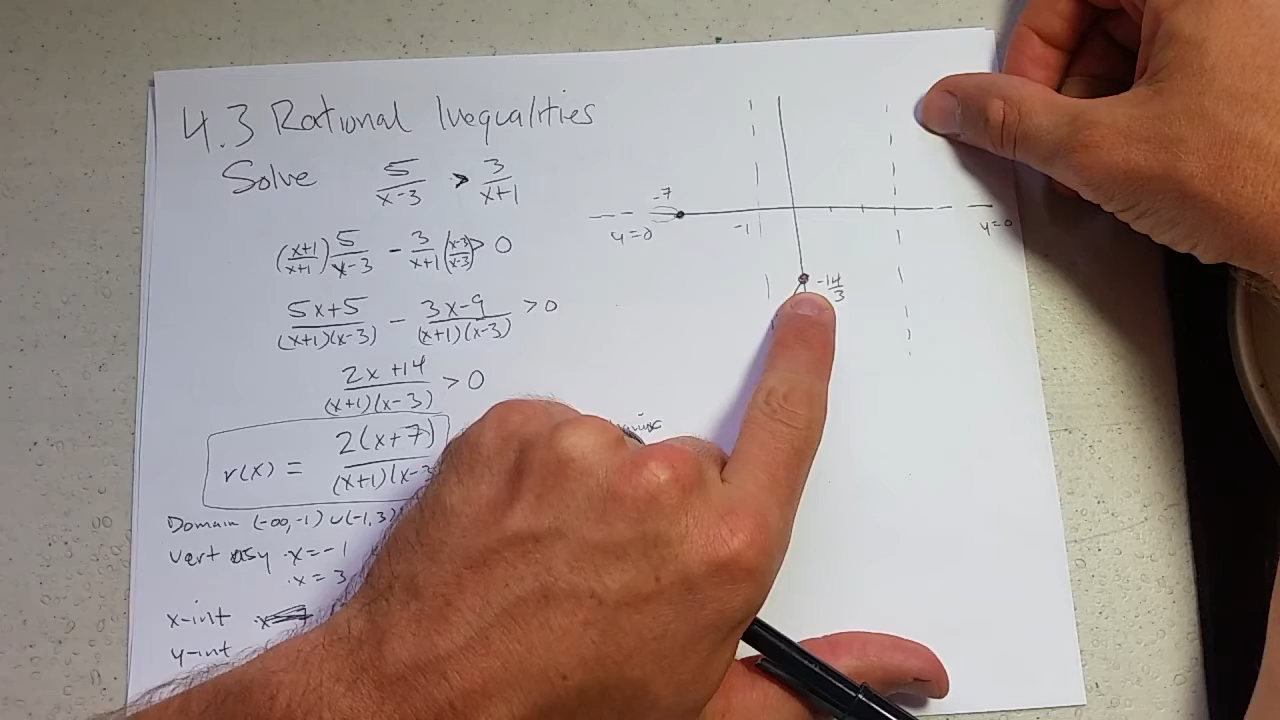 4.3 Rational Inequalities
Solve 5/(x-3) > 3/(x+1)
((x+1)/(x+1)) 5/(x-3) - 3/(x+1) ((x-3)/(x-3)) > 0
(5x+5)/((x+1)(x-3)) - (3x-9)/((x+1)(x-3)) > 0
(2x+14)/((x+1)(x-3)) > 0
r(x) = 2(x+7)/((x+1)(x-3
Domain (-∞,-1) ∪ (-1,3)
Vert asy x=-1
x=3
x-int
y-int
-7
y=0
-1
y=0
-14/3